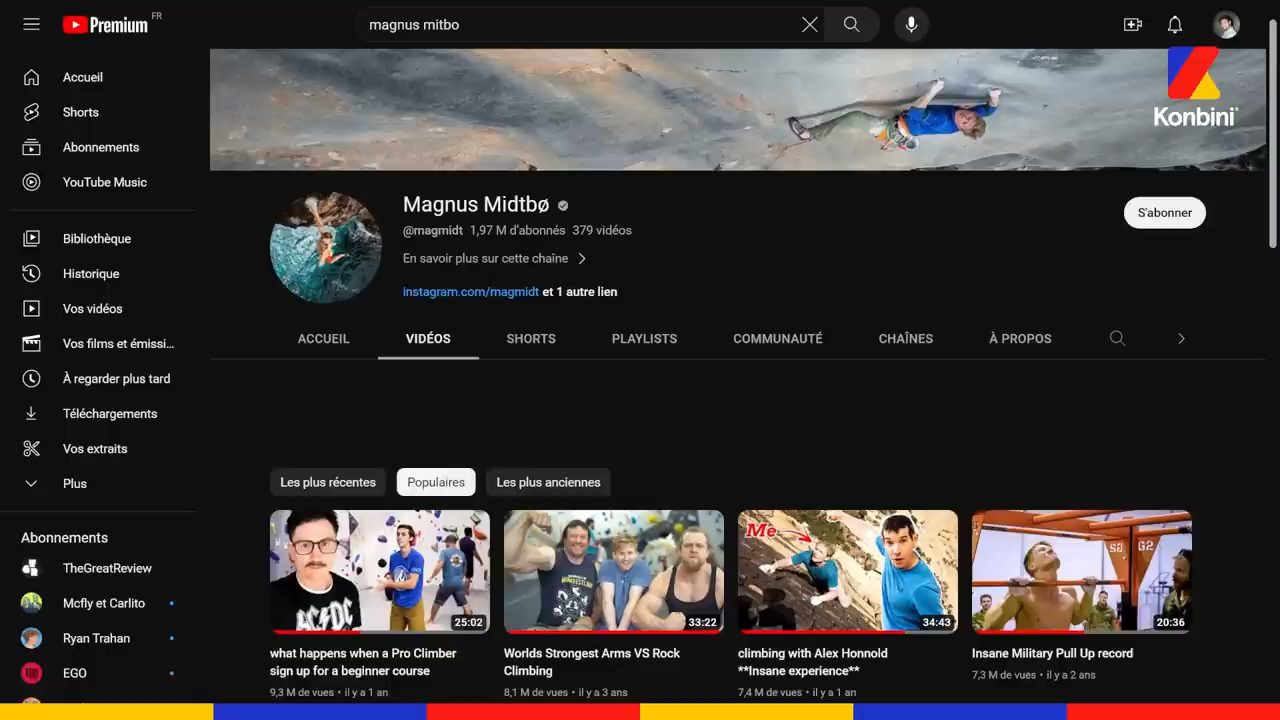 Premium FR
magnus mitbo
Accueil
Shorts
Abonnements
YouTube Music
Bibliothèque
Historique
Vos vidéos
Vos films et émissi...
À regarder plus tard
Téléchargements
Vos extraits
Plus
Abonnements
TheGreatReview
Mcfly et Carlito
Ryan Trahan
EGO
Konbini
Magnus Midtbø
@magmidt 1,97 M d'abonnés 379 vidéos
En savoir plus sur cette chaîne
instagram.com/magmidt et 1 autre lien
S'abonner
ACCUEIL VIDÉOS SHORTS PLAYLISTS COMMUNAUTÉ CHAÎNES À PROPOS
Les plus récentes Populaires Les plus anciennes
AC/DC
25:02
what happens when a Pro Climber
sign up for a beginner course
9,3 M de vues • il y a 1 an
33:22
Worlds Strongest Arms VS Rock
Climbing
8,1 M de vues • il y a 3 ans
Me
34:43
climbing with Alex Honnold
**Insane experience**
7,4 M de vues • il y a 1 an
G2
20:36
Insane Military Pull Up record
7,3 M de vues • il y a 2 ans